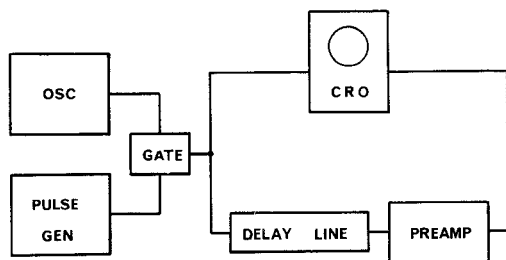 OSC
CRO
GATE
PULSE
GEN
DELAY LINE
PREAMP